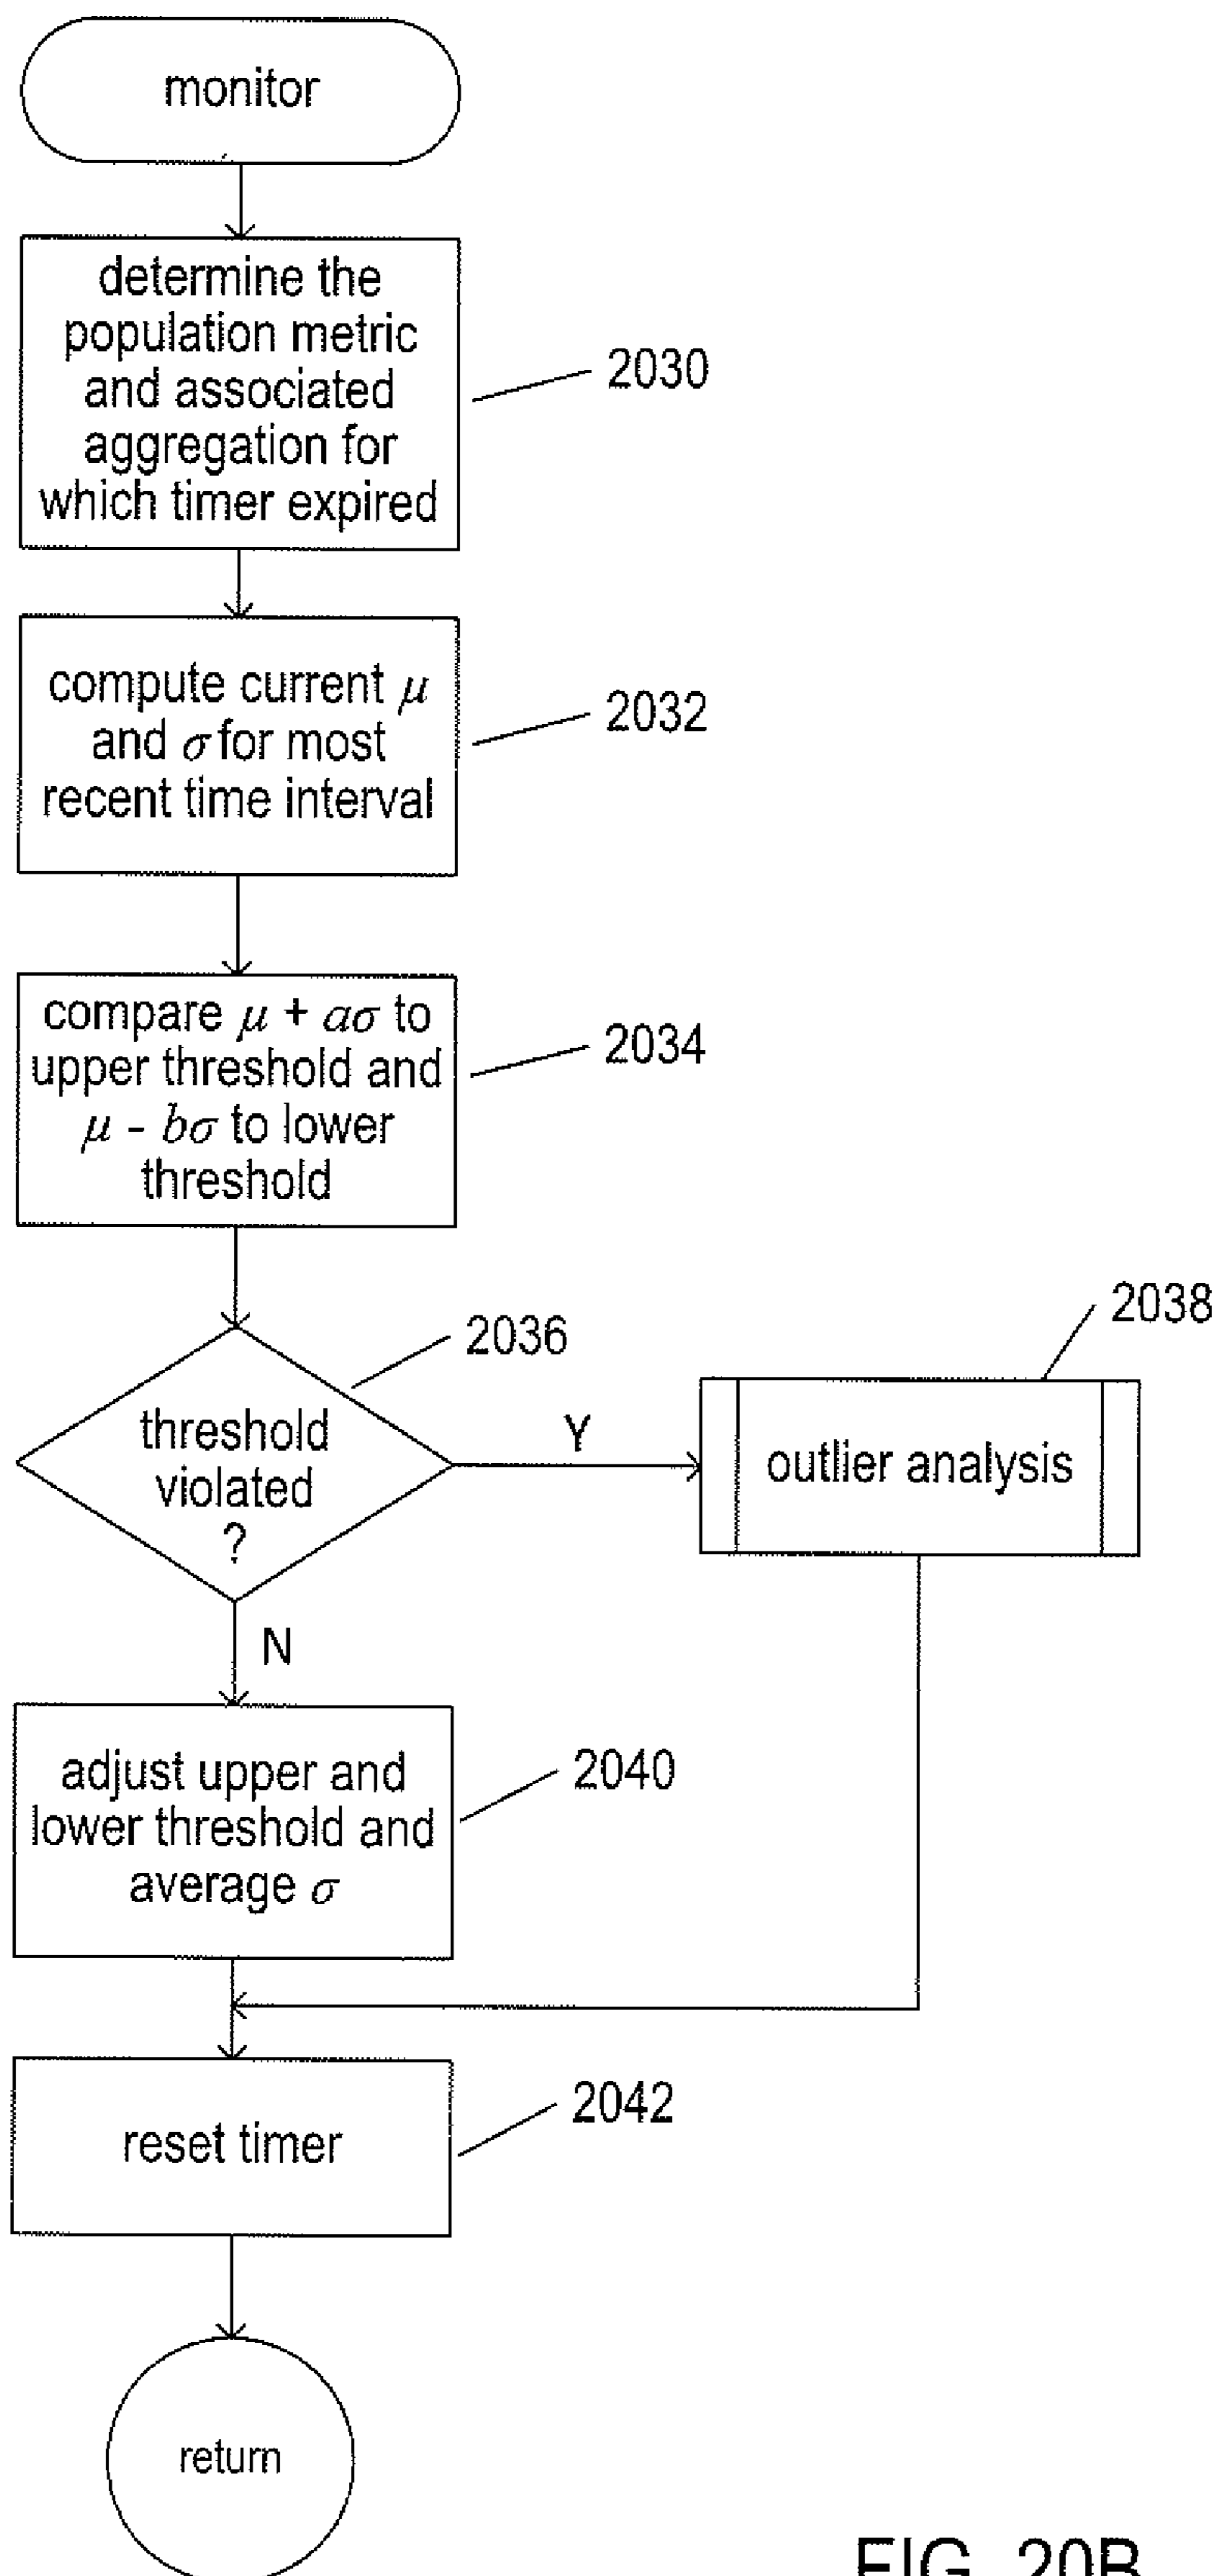 monitor
determine the
population metric
and associated
aggregation for
which timer expired
2030
compute current μ
and σ for most
recent time interval
2032
compare μ + aσ to
upper threshold and
μ - bσ to lower
threshold
2034
threshold
violated
?
2036
Y
outlier analysis
2038
N
adjust upper and
lower threshold and
average σ
2040
reset timer
2042
return
FIG. 20B